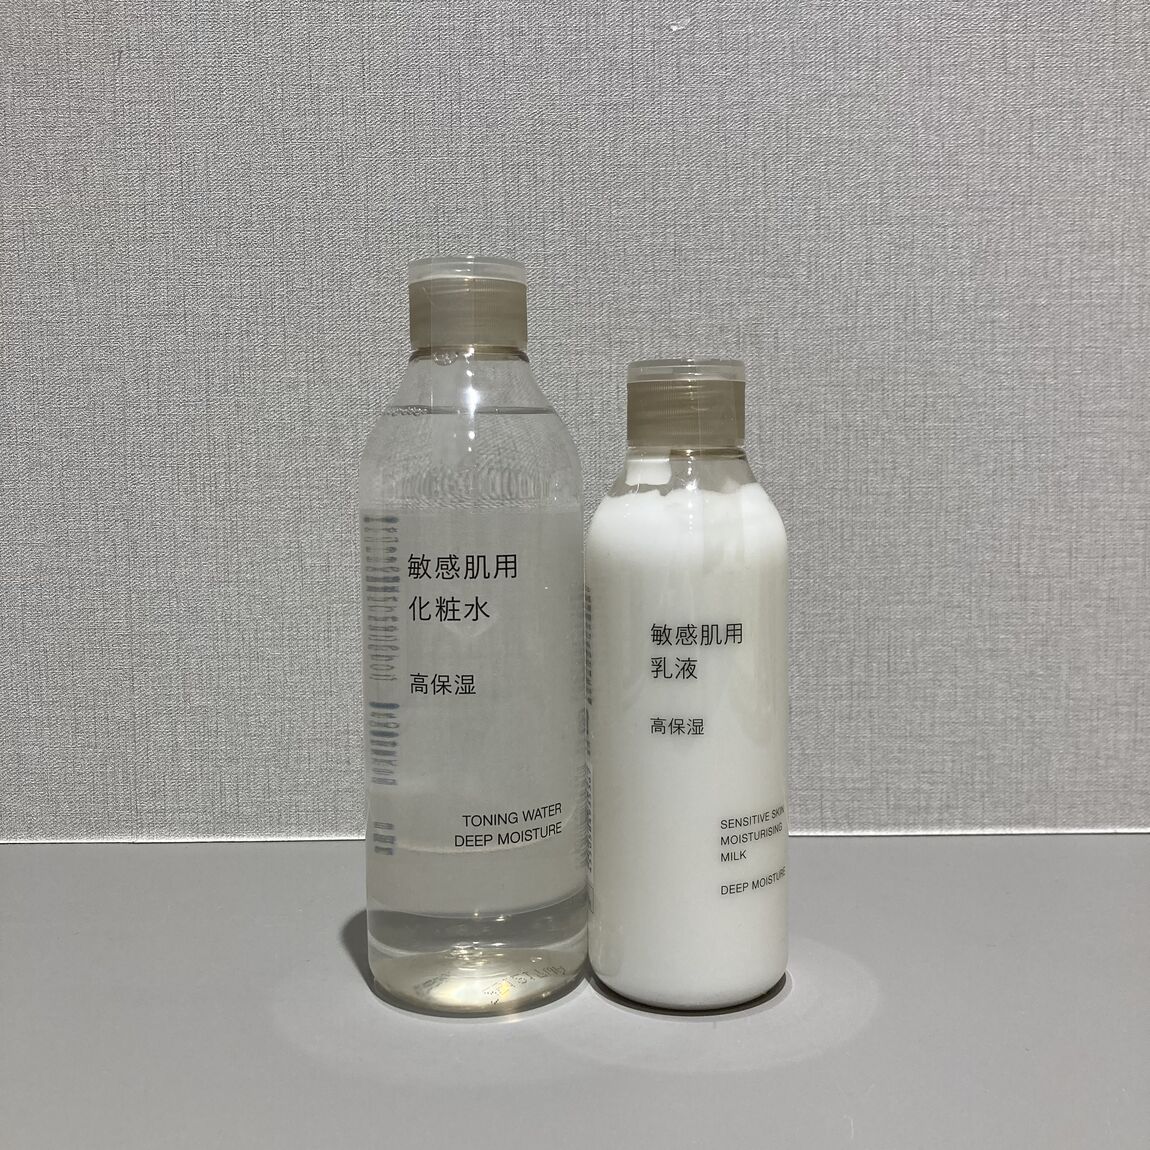 敏感肌用
化粧水
高保湿
TONING WATER
DEEP MOISTURE
敏感肌用
乳液
高保湿
SENSITIVE SKIN
MOISTURISING
MILK
DEEP MOISTURE